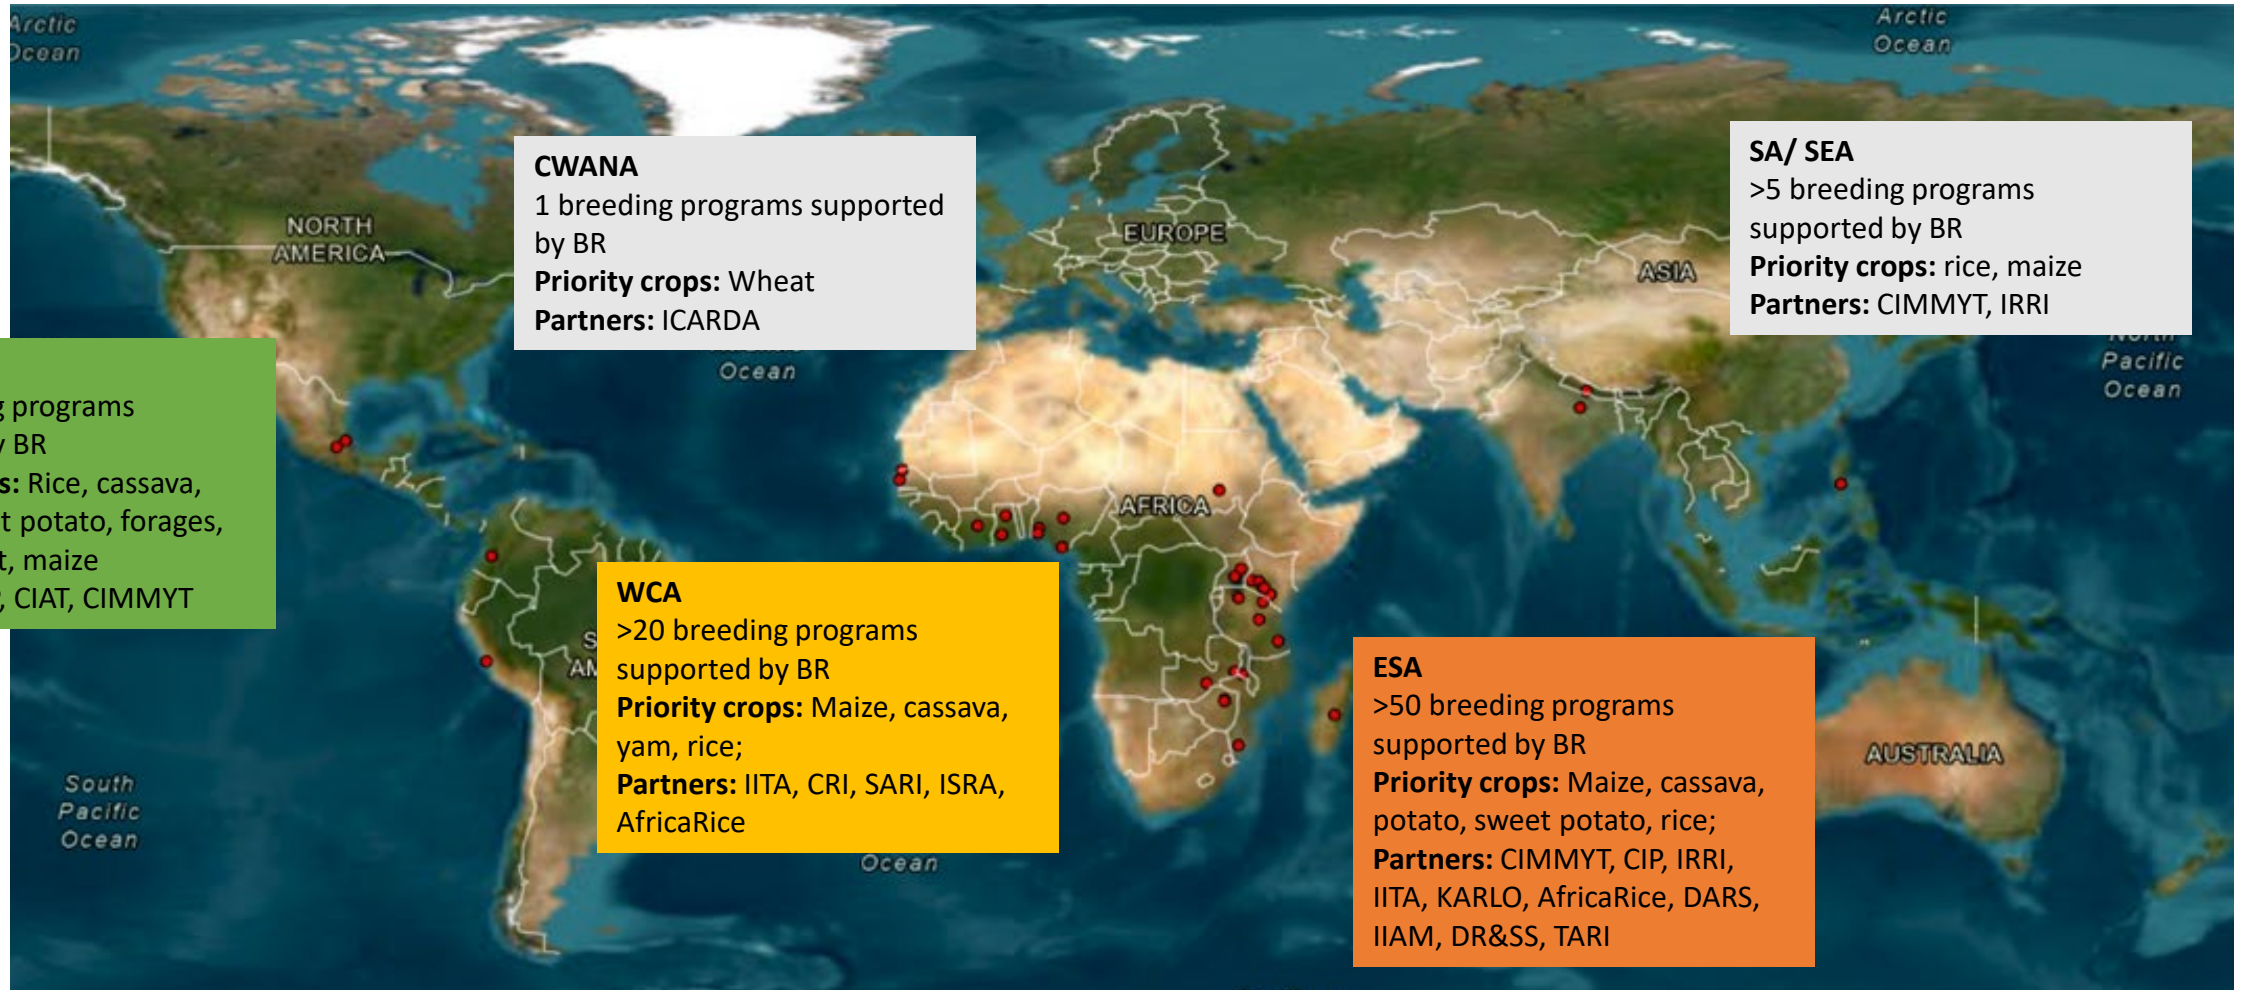 Arctic
Ocean
Arctic
Ocean
NORTH
AMERICA
EUROPE
ASIA
CWANA
1 breeding programs supported
by BR
Priority crops: Wheat
Partners: ICARDA
SA/ SEA
>5 breeding programs
supported by BR
Priority crops: rice, maize
Partners: CIMMYT, IRRI
Ocean
North
Pacific
Ocean
programs
BR
Rice, cassava,
potato, forages,
maize
CIAT, CIMMYT
AFRICA
WCA
>20 breeding programs
supported by BR
Priority crops: Maize, cassava,
yam, rice;
Partners: IITA, CRI, SARI, ISRA,
AfricaRice
ESA
>50 breeding programs
supported by BR
Priority crops: Maize, cassava,
potato, sweet potato, rice;
Partners: CIMMYT, CIP, IRRI,
IITA, KARLO, AfricaRice, DARS,
IIAM, DR&SS, TARI
AUSTRALIA
South
Pacific
Ocean
Ocean